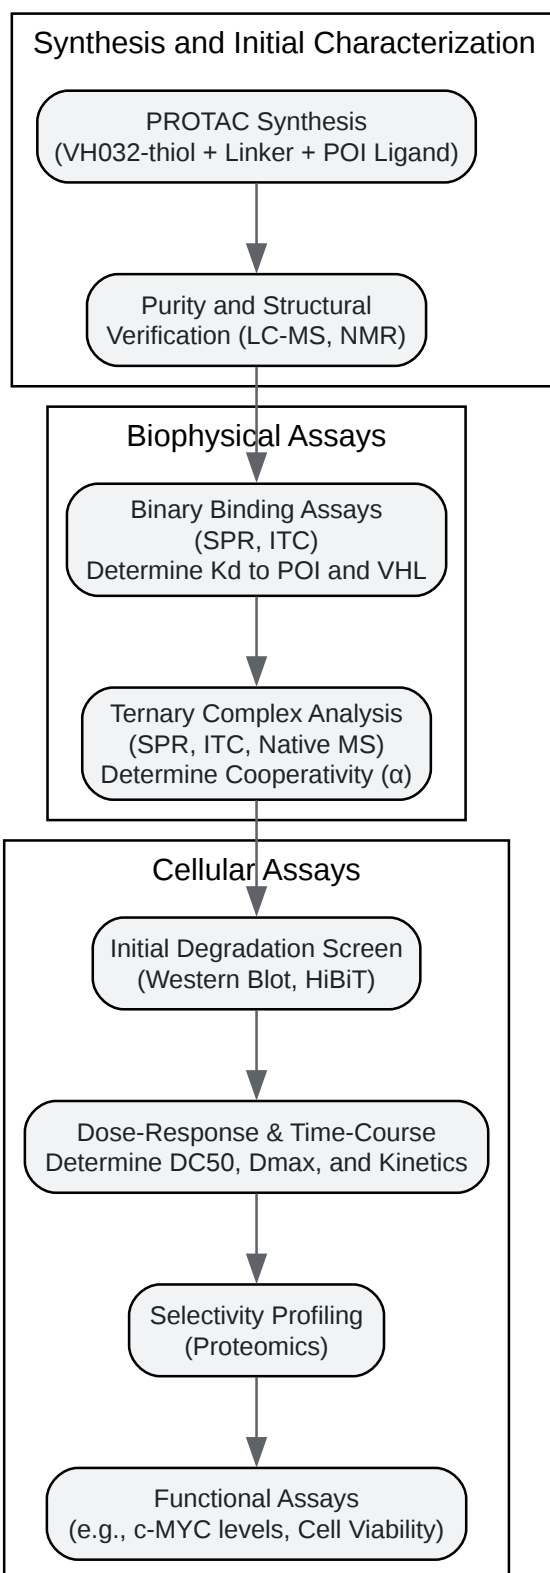 Synthesis and Initial Characterization
PROTAC Synthesis
(VH032-thiol + Linker + POI Ligand)
Purity and Structural
Verification (LC-MS, NMR)
Biophysical Assays
Binary Binding Assays
(SPR, ITC)
Determine Kd to POI and VHL
Ternary Complex Analysis
(SPR, ITC, Native MS)
Determine Cooperativity (α)
Cellular Assays
Initial Degradation Screen
(Western Blot, HiBiT)
Dose-Response & Time-Course
Determine DC50, Dmax, and Kinetics
Selectivity Profiling
(Proteomics)
Functional Assays
(e.g., c-MYC levels, Cell Viability)